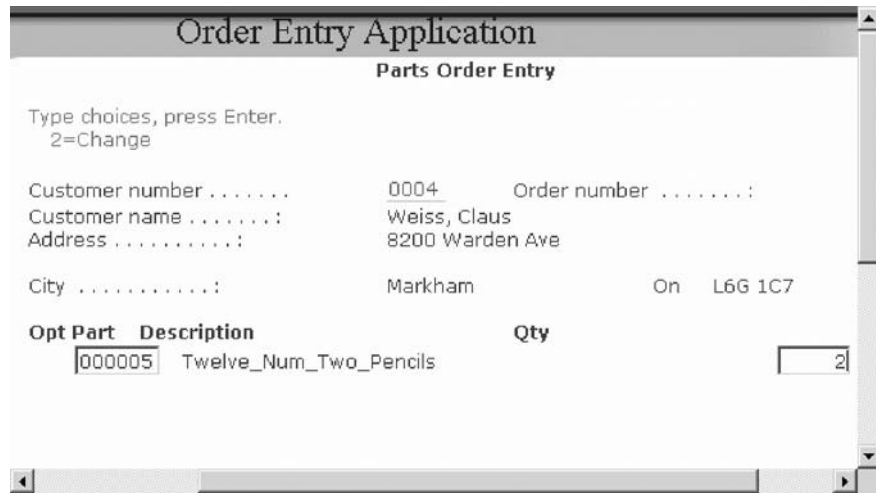 Order Entry Application
Parts Order Entry
Type choices, press Enter.
2=Change
Customer number . . . . . . . 0004 Order number . . . . . . . :
Customer name . . . . . . . : Weiss, Claus
Address . . . . . . . . . . : 8200 Warden Ave
City . . . . . . . . . . . : Markham On L6G 1C7
Opt Part Description Qty
000005 Twelve_Num_Two_Pencils 2